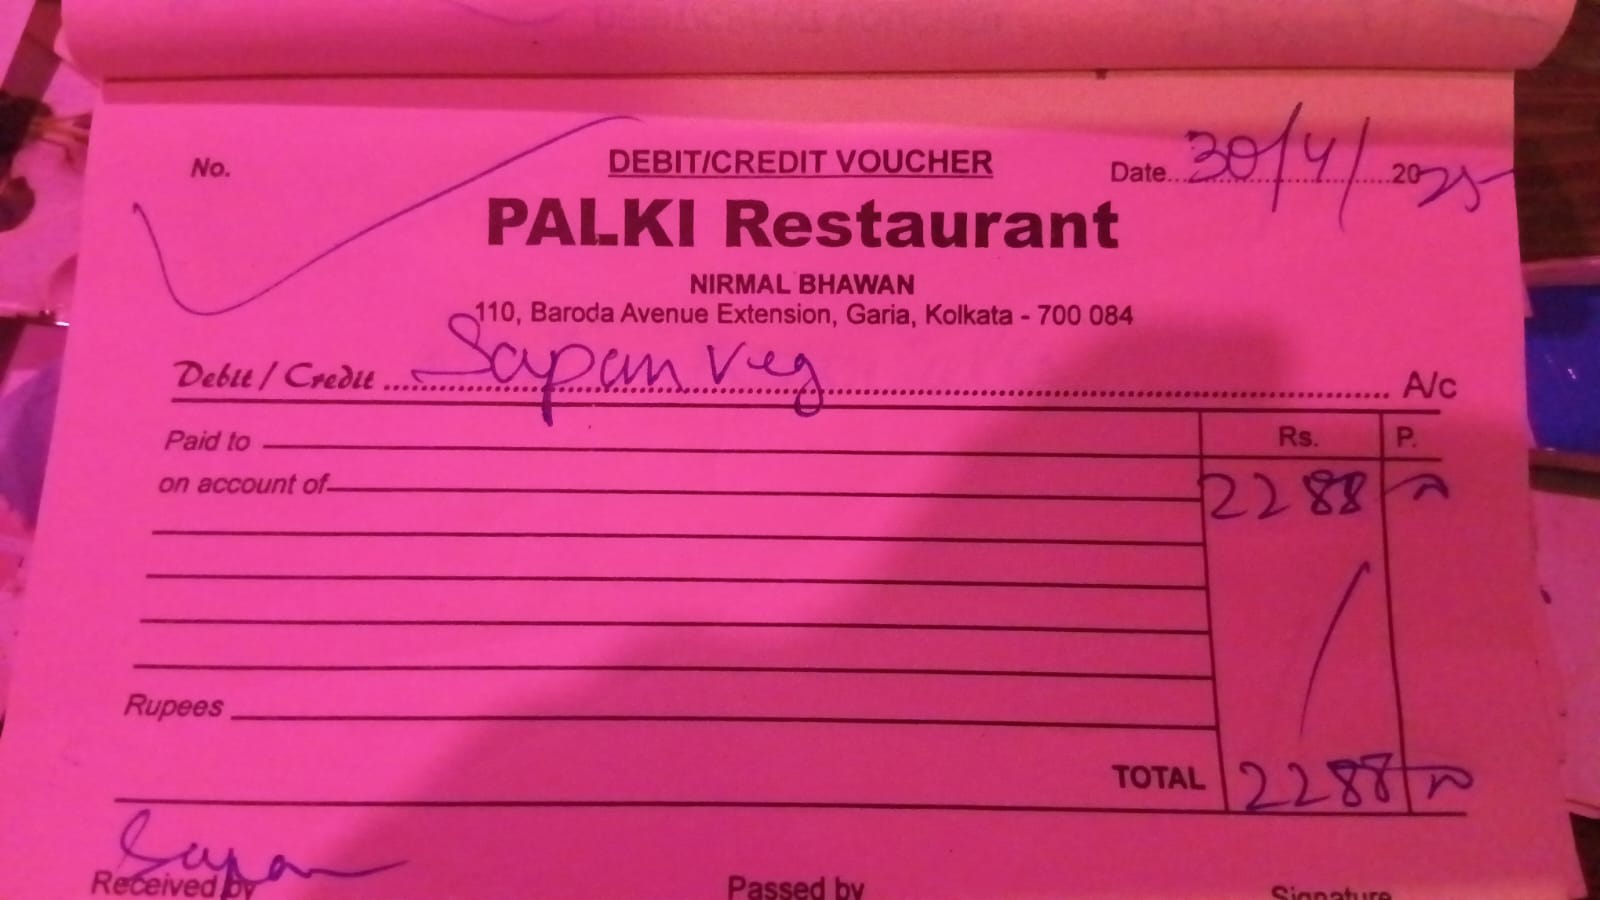 No.
DEBIT/CREDIT VOUCHER
Date 30/4/ 2025
PALKI Restaurant
NIRMAL BHAWAN
110, Baroda Avenue Extension, Garia, Kolkata - 700 084
Debit / Credit Sapan Veg A/c
Rs. P.
Paid to
on account of 2288
Rupees
TOTAL 2288
Sapan
Received by Passed by Signature